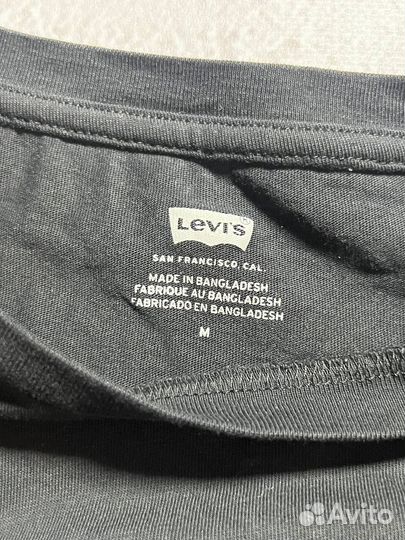 Levi's
SAN FRANCISCO, CAL.
MADE IN BANGLADESH
FABRIQUE AU BANGLADESH
FABRICADO EN BANGLADESH
M
Avito